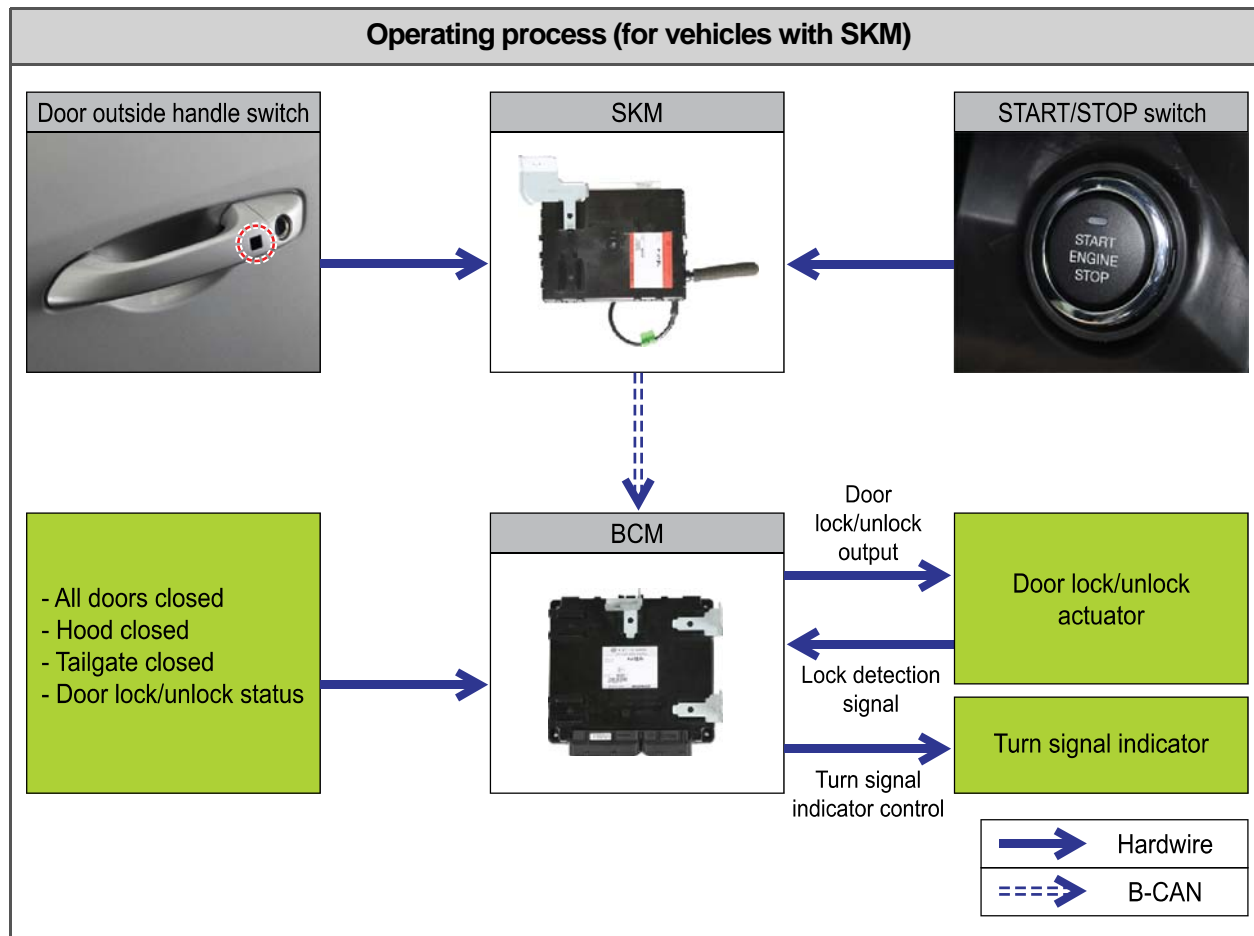 Operating process (for vehicles with SKM)
Door outside handle switch
SKM
START/STOP switch
START
ENGINE
STOP
- All doors closed
- Hood closed
- Tailgate closed
- Door lock/unlock status
BCM
Door
lock/unlock
output
Lock detection
signal
Turn signal
indicator control
Door lock/unlock
actuator
Turn signal indicator
Hardwire
B-CAN